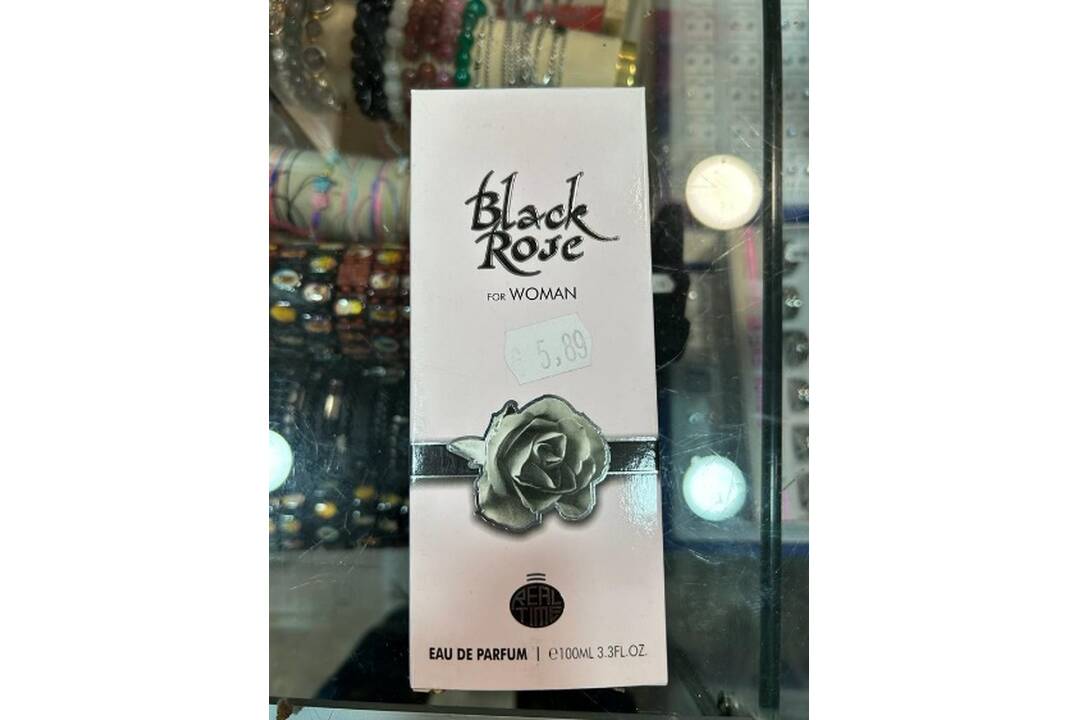 Black
Rose
FOR WOMAN
5,89
REAL
TIME
EAU DE PARFUM | ℮100ML 3.3FL.OZ.